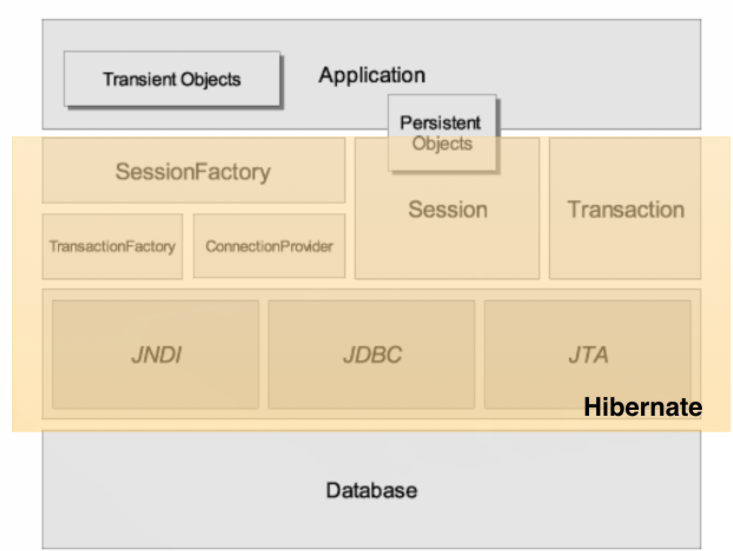 Transient Objects
Application
Persistent
Objects
SessionFactory
Session
Transaction
TransactionFactory
ConnectionProvider
JNDI
JDBC
JTA
Hibernate
Database